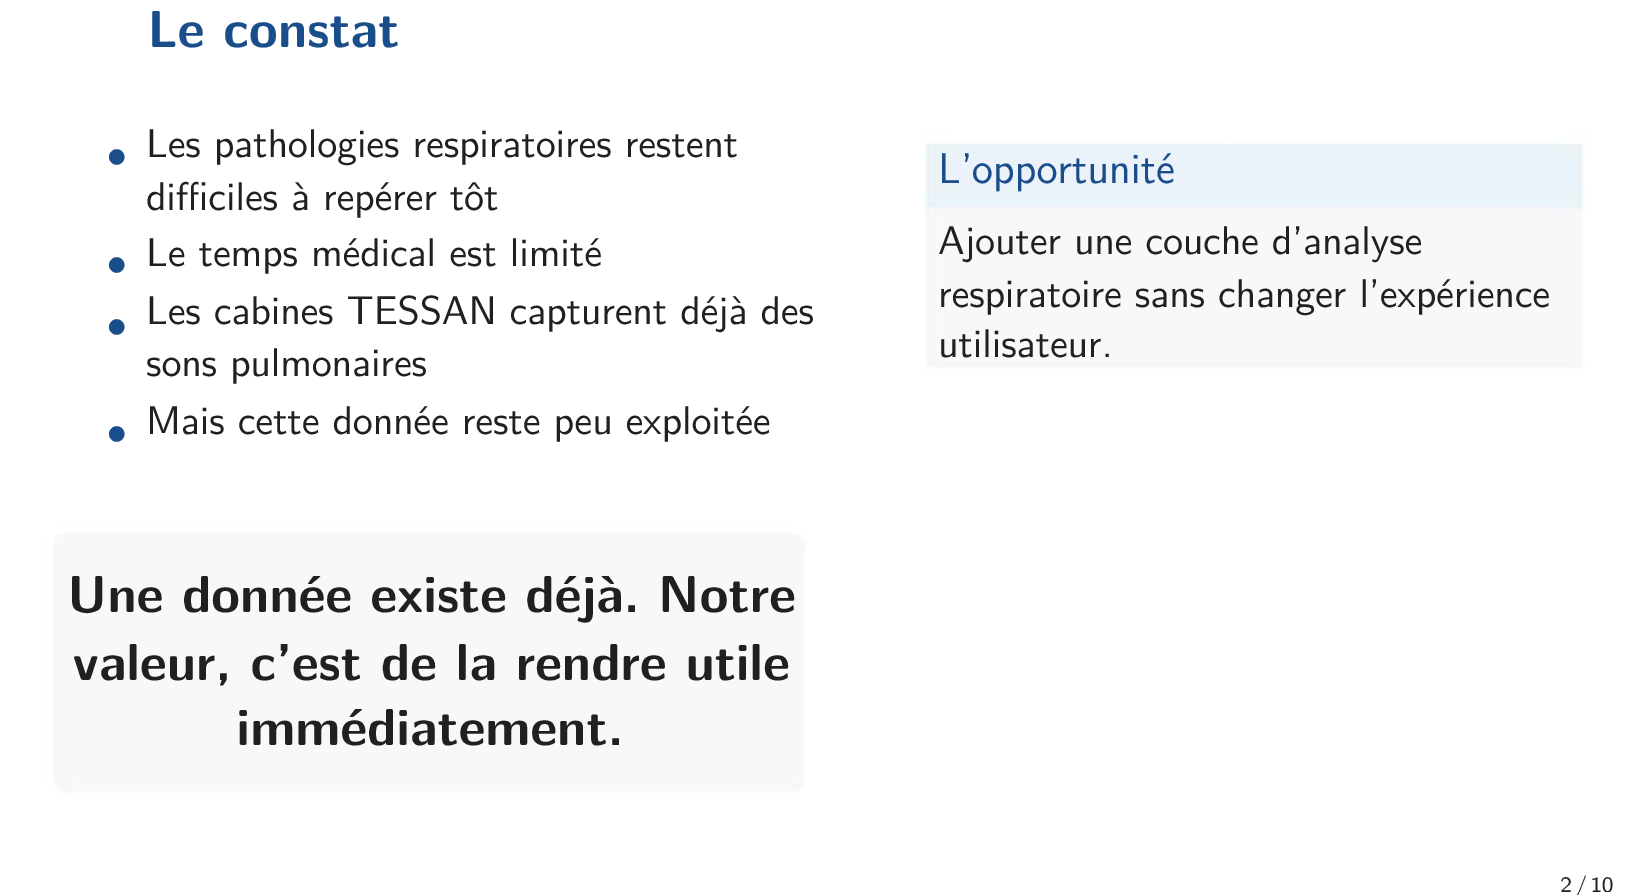 Le constat
• Les pathologies respiratoires restent
difficiles à repérer tôt
• Le temps médical est limité
• Les cabines TESSAN capturent déjà des
sons pulmonaires
• Mais cette donnée reste peu exploitée
Une donnée existe déjà. Notre
valeur, c'est de la rendre utile
immédiatement.
L'opportunité
Ajouter une couche d'analyse
respiratoire sans changer l'expérience
utilisateur.
2 / 10